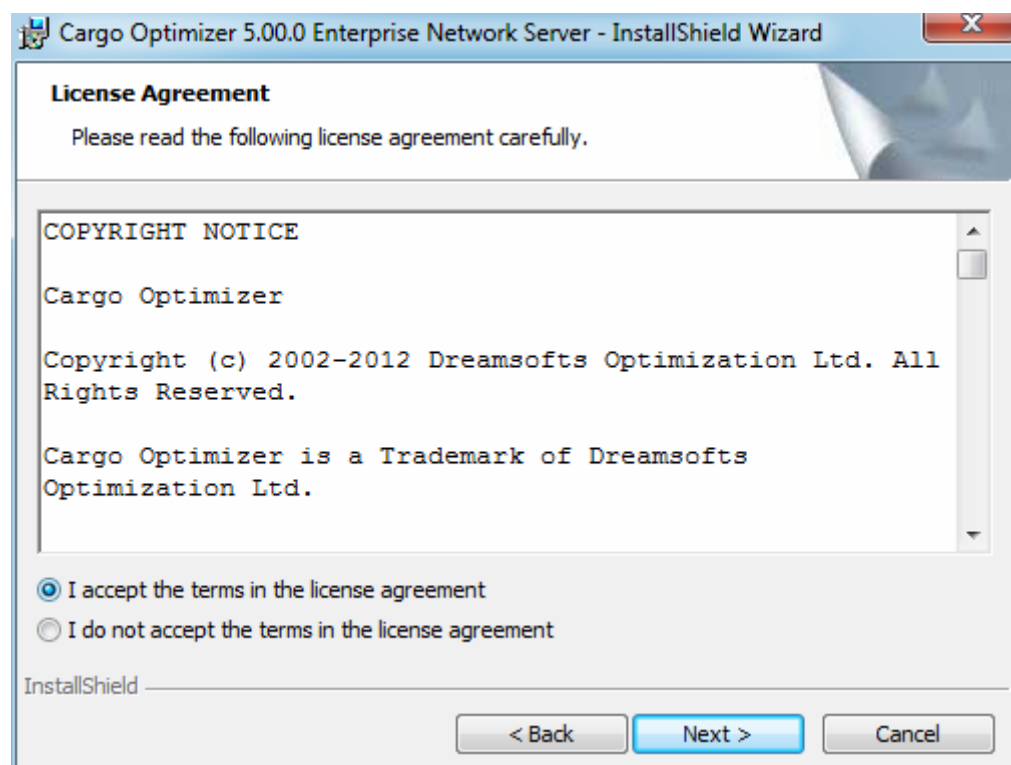 Cargo Optimizer 5.00.0 Enterprise Network Server - InstallShield Wizard
License Agreement
Please read the following license agreement carefully.
COPYRIGHT NOTICE
Cargo Optimizer
Copyright (c) 2002-2012 Dreamsofts Optimization Ltd. All
Rights Reserved.
Cargo Optimizer is a Trademark of Dreamsofts
Optimization Ltd.
I accept the terms in the license agreement
I do not accept the terms in the license agreement
InstallShield
< Back Next > Cancel